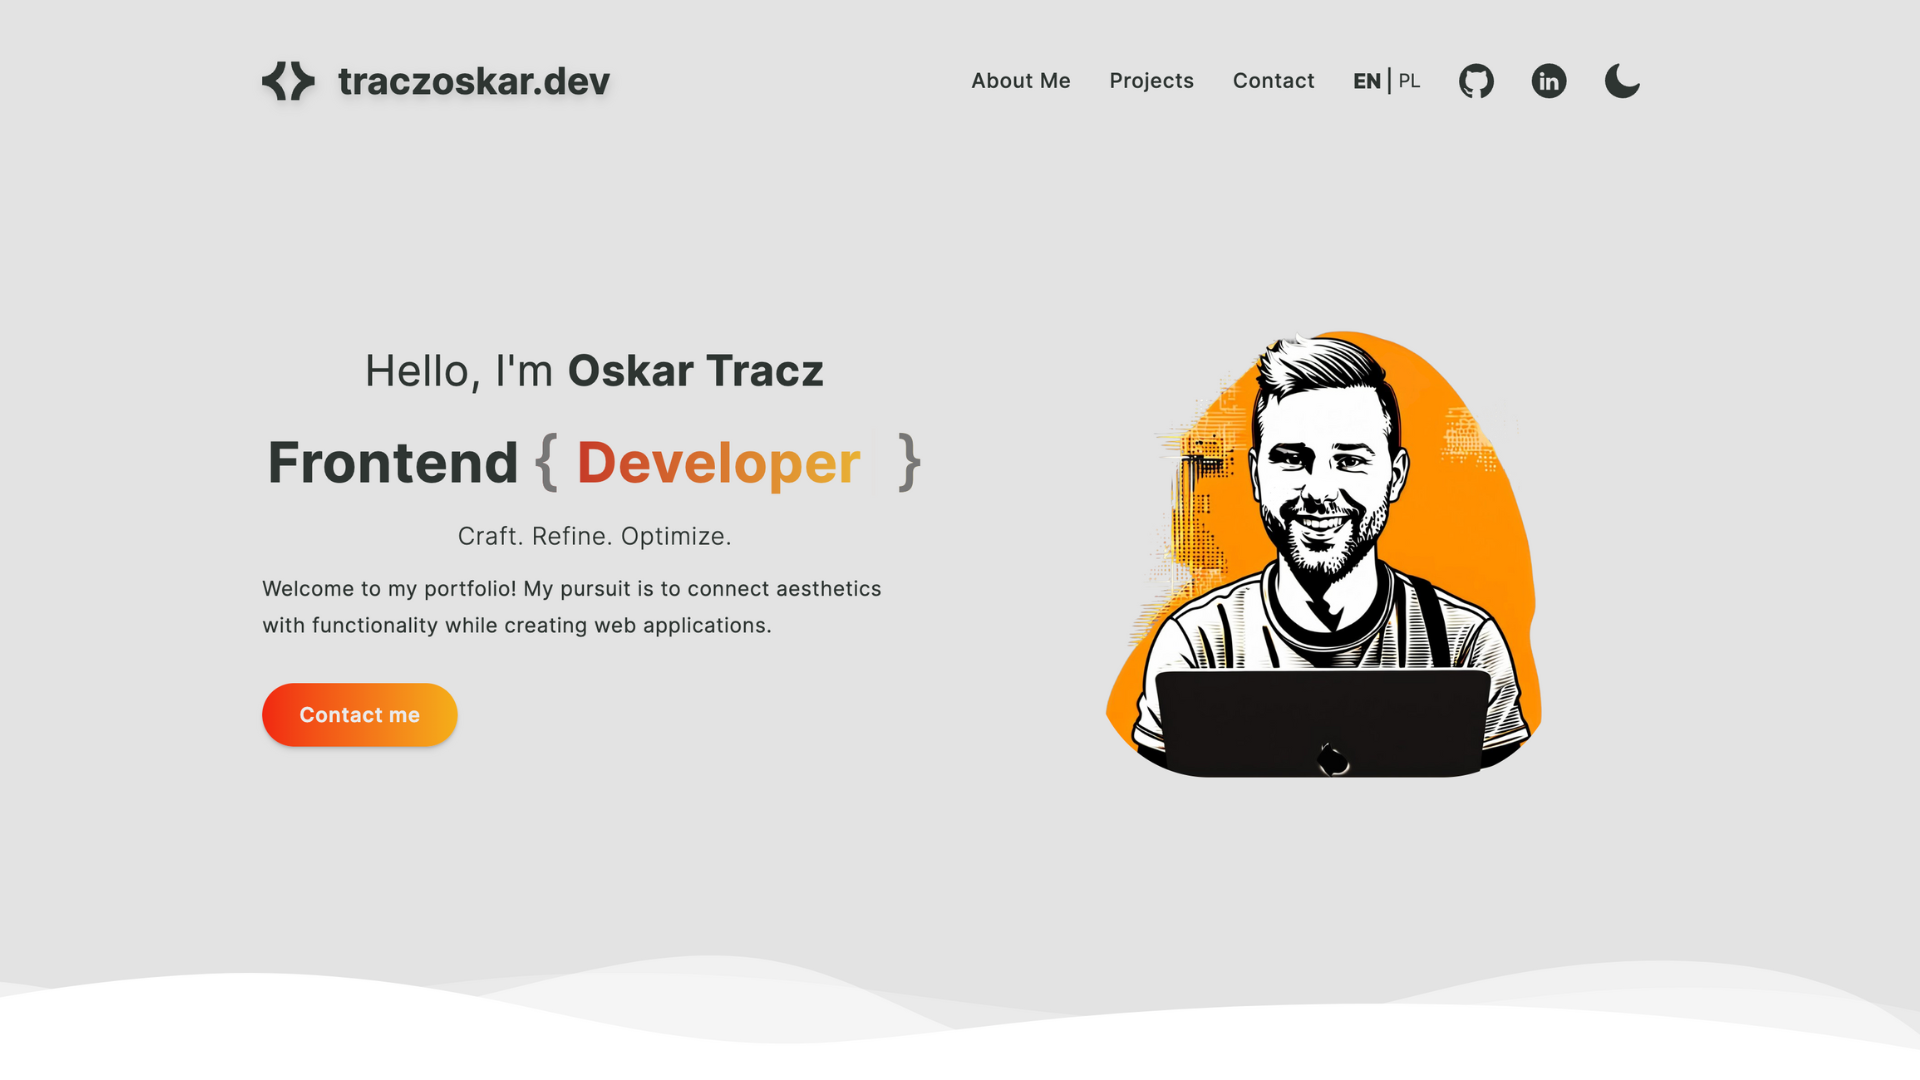 traczoskar.dev
About Me Projects Contact EN | PL
Hello, I'm Oskar Tracz
Frontend { Developer }
Craft. Refine. Optimize.
Welcome to my portfolio! My pursuit is to connect aesthetics
with functionality while creating web applications.
Contact me